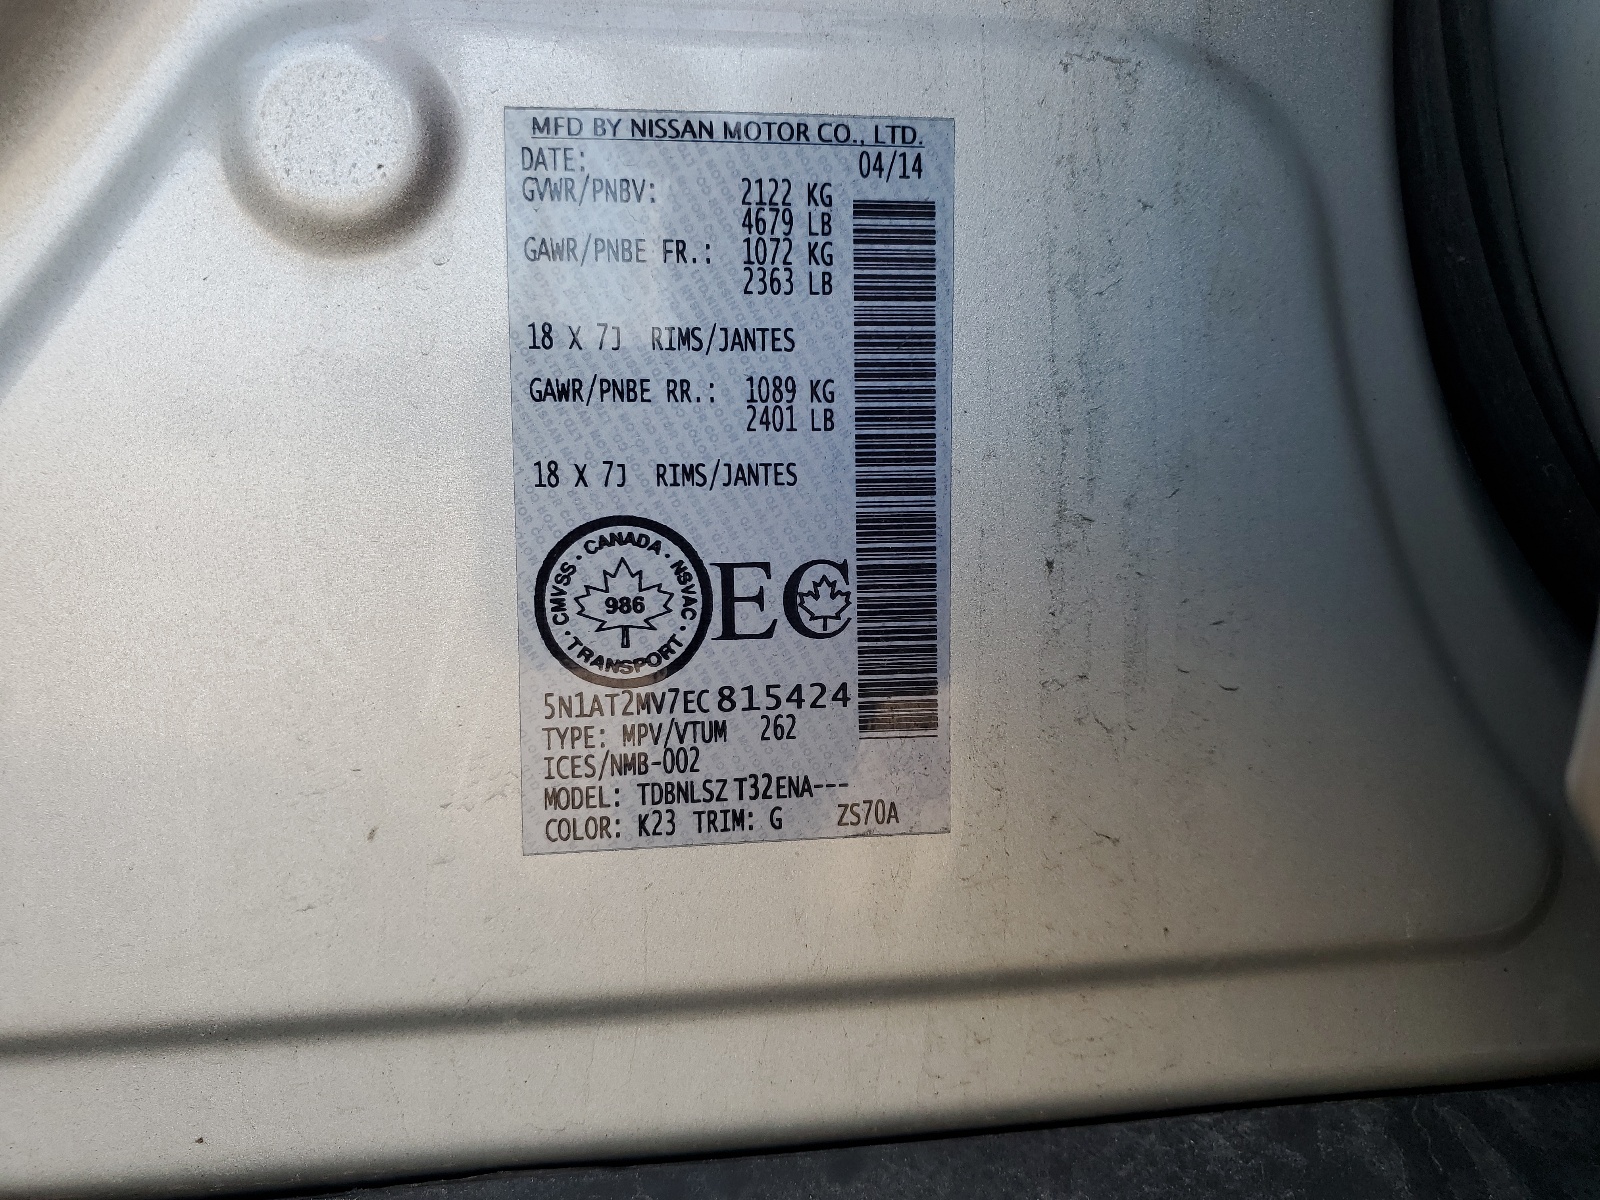 MFD BY NISSAN MOTOR CO., LTD.
DATE: 04/14
GVWR/PNBV: 2122 KG
4679 LB
GAWR/PNBE FR.: 1072 KG
2363 LB
18 X 7J RIMS/JANTES
GAWR/PNBE RR.: 1089 KG
2401 LB
18 X 7J RIMS/JANTES
CANADA · NSVAC · TRANSPORT · CMVSS ·
986
EC
5N1AT2MV7EC815424
TYPE: MPV/VTUM 262
ICES/NMB-002
MODEL: TDBNLSZ T32ENA---
COLOR: K23 TRIM: G ZS70A